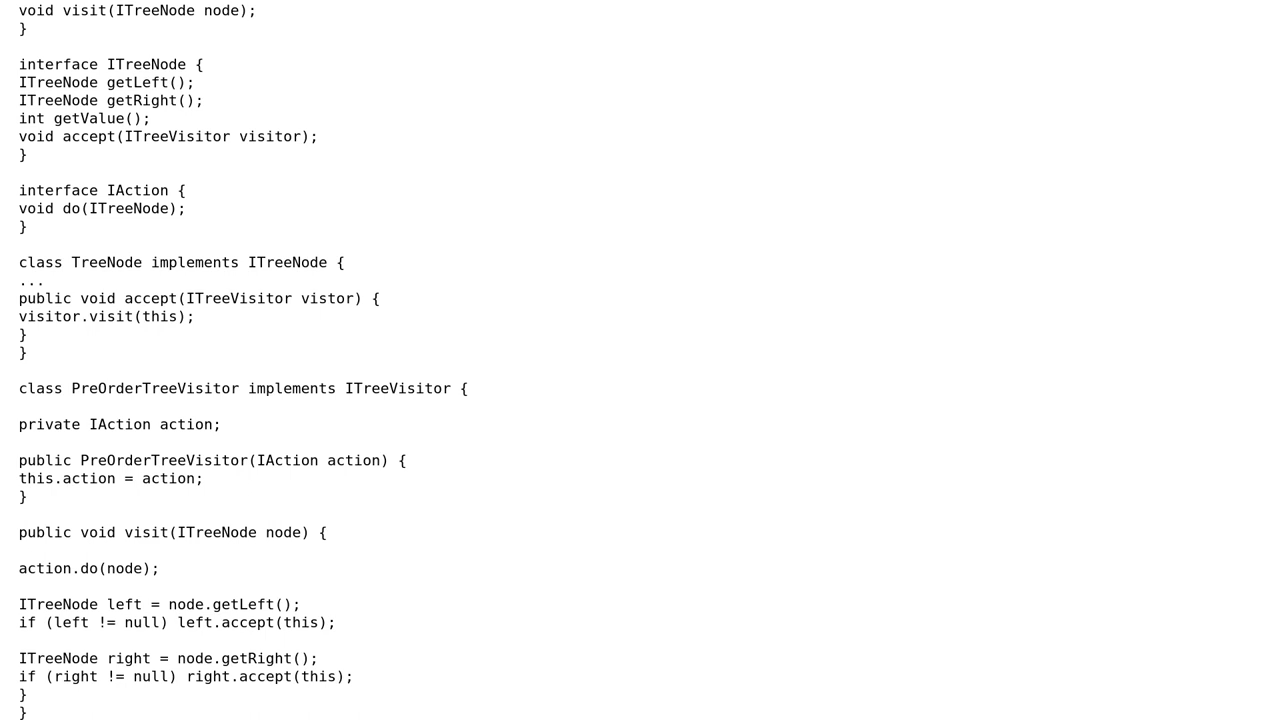 void visit(ITreeNode node);
}
interface ITreeNode {
ITreeNode getLeft();
ITreeNode getRight();
int getValue();
void accept(ITreeVisitor visitor);
}
interface IAction {
void do(ITreeNode);
}
class TreeNode implements ITreeNode {
...
public void accept(ITreeVisitor vistor) {
visitor.visit(this);
}
}
class PreOrderTreeVisitor implements ITreeVisitor {
private IAction action;
public PreOrderTreeVisitor(IAction action) {
this.action = action;
}
public void visit(ITreeNode node) {
action.do(node);
ITreeNode left = node.getLeft();
if (left != null) left.accept(this);
ITreeNode right = node.getRight();
if (right != null) right.accept(this);
}
}